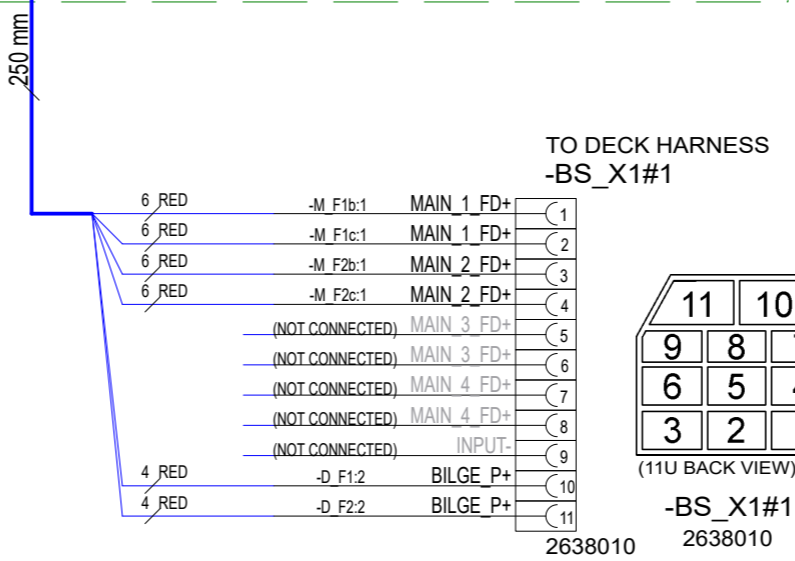 250 mm
TO DECK HARNESS
-BS_X1#1
6 RED -M_F1b:1 MAIN_1_FD+ 1
6 RED -M_F1c:1 MAIN_1_FD+ 2
6 RED -M_F2b:1 MAIN_2_FD+ 3
6 RED -M_F2c:1 MAIN_2_FD+ 4
(NOT CONNECTED) MAIN_3_FD+ 5
(NOT CONNECTED) MAIN_3_FD+ 6
(NOT CONNECTED) MAIN_4_FD+ 7
(NOT CONNECTED) MAIN_4_FD+ 8
(NOT CONNECTED) INPUT- 9
4 RED -D_F1:2 BILGE_P+ 10
4 RED -D_F2:2 BILGE_P+ 11
2638010
11 10
9 8
6 5
3 2
(11U BACK VIEW)
-BS_X1#1
2638010